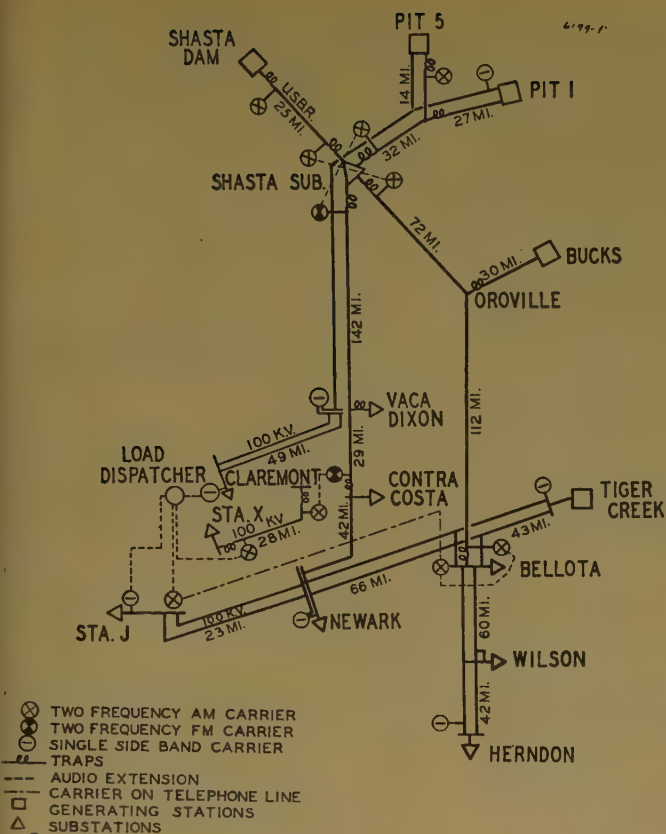 6199-1
PIT 5
SHASTA
DAM
PIT 1
U.S.B.R.
25 MI.
14 MI.
27 MI.
32 MI.
SHASTA SUB.
72 MI.
30 MI.
BUCKS
OROVILLE
142 MI.
112 MI.
VACA
DIXON
100 K.V.
49 MI.
29 MI.
LOAD
DISPATCHER
CLAREMONT
CONTRA
COSTA
TIGER
CREEK
STA. X
100 KV
28 MI.
42 MI.
43 MI.
BELLOTA
66 MI.
STA. J
100 KV.
23 MI.
NEWARK
60 MI.
WILSON
42 MI.
HERNDON
TWO FREQUENCY AM CARRIER
TWO FREQUENCY FM CARRIER
SINGLE SIDE BAND CARRIER
TRAPS
AUDIO EXTENSION
CARRIER ON TELEPHONE LINE
GENERATING STATIONS
SUBSTATIONS